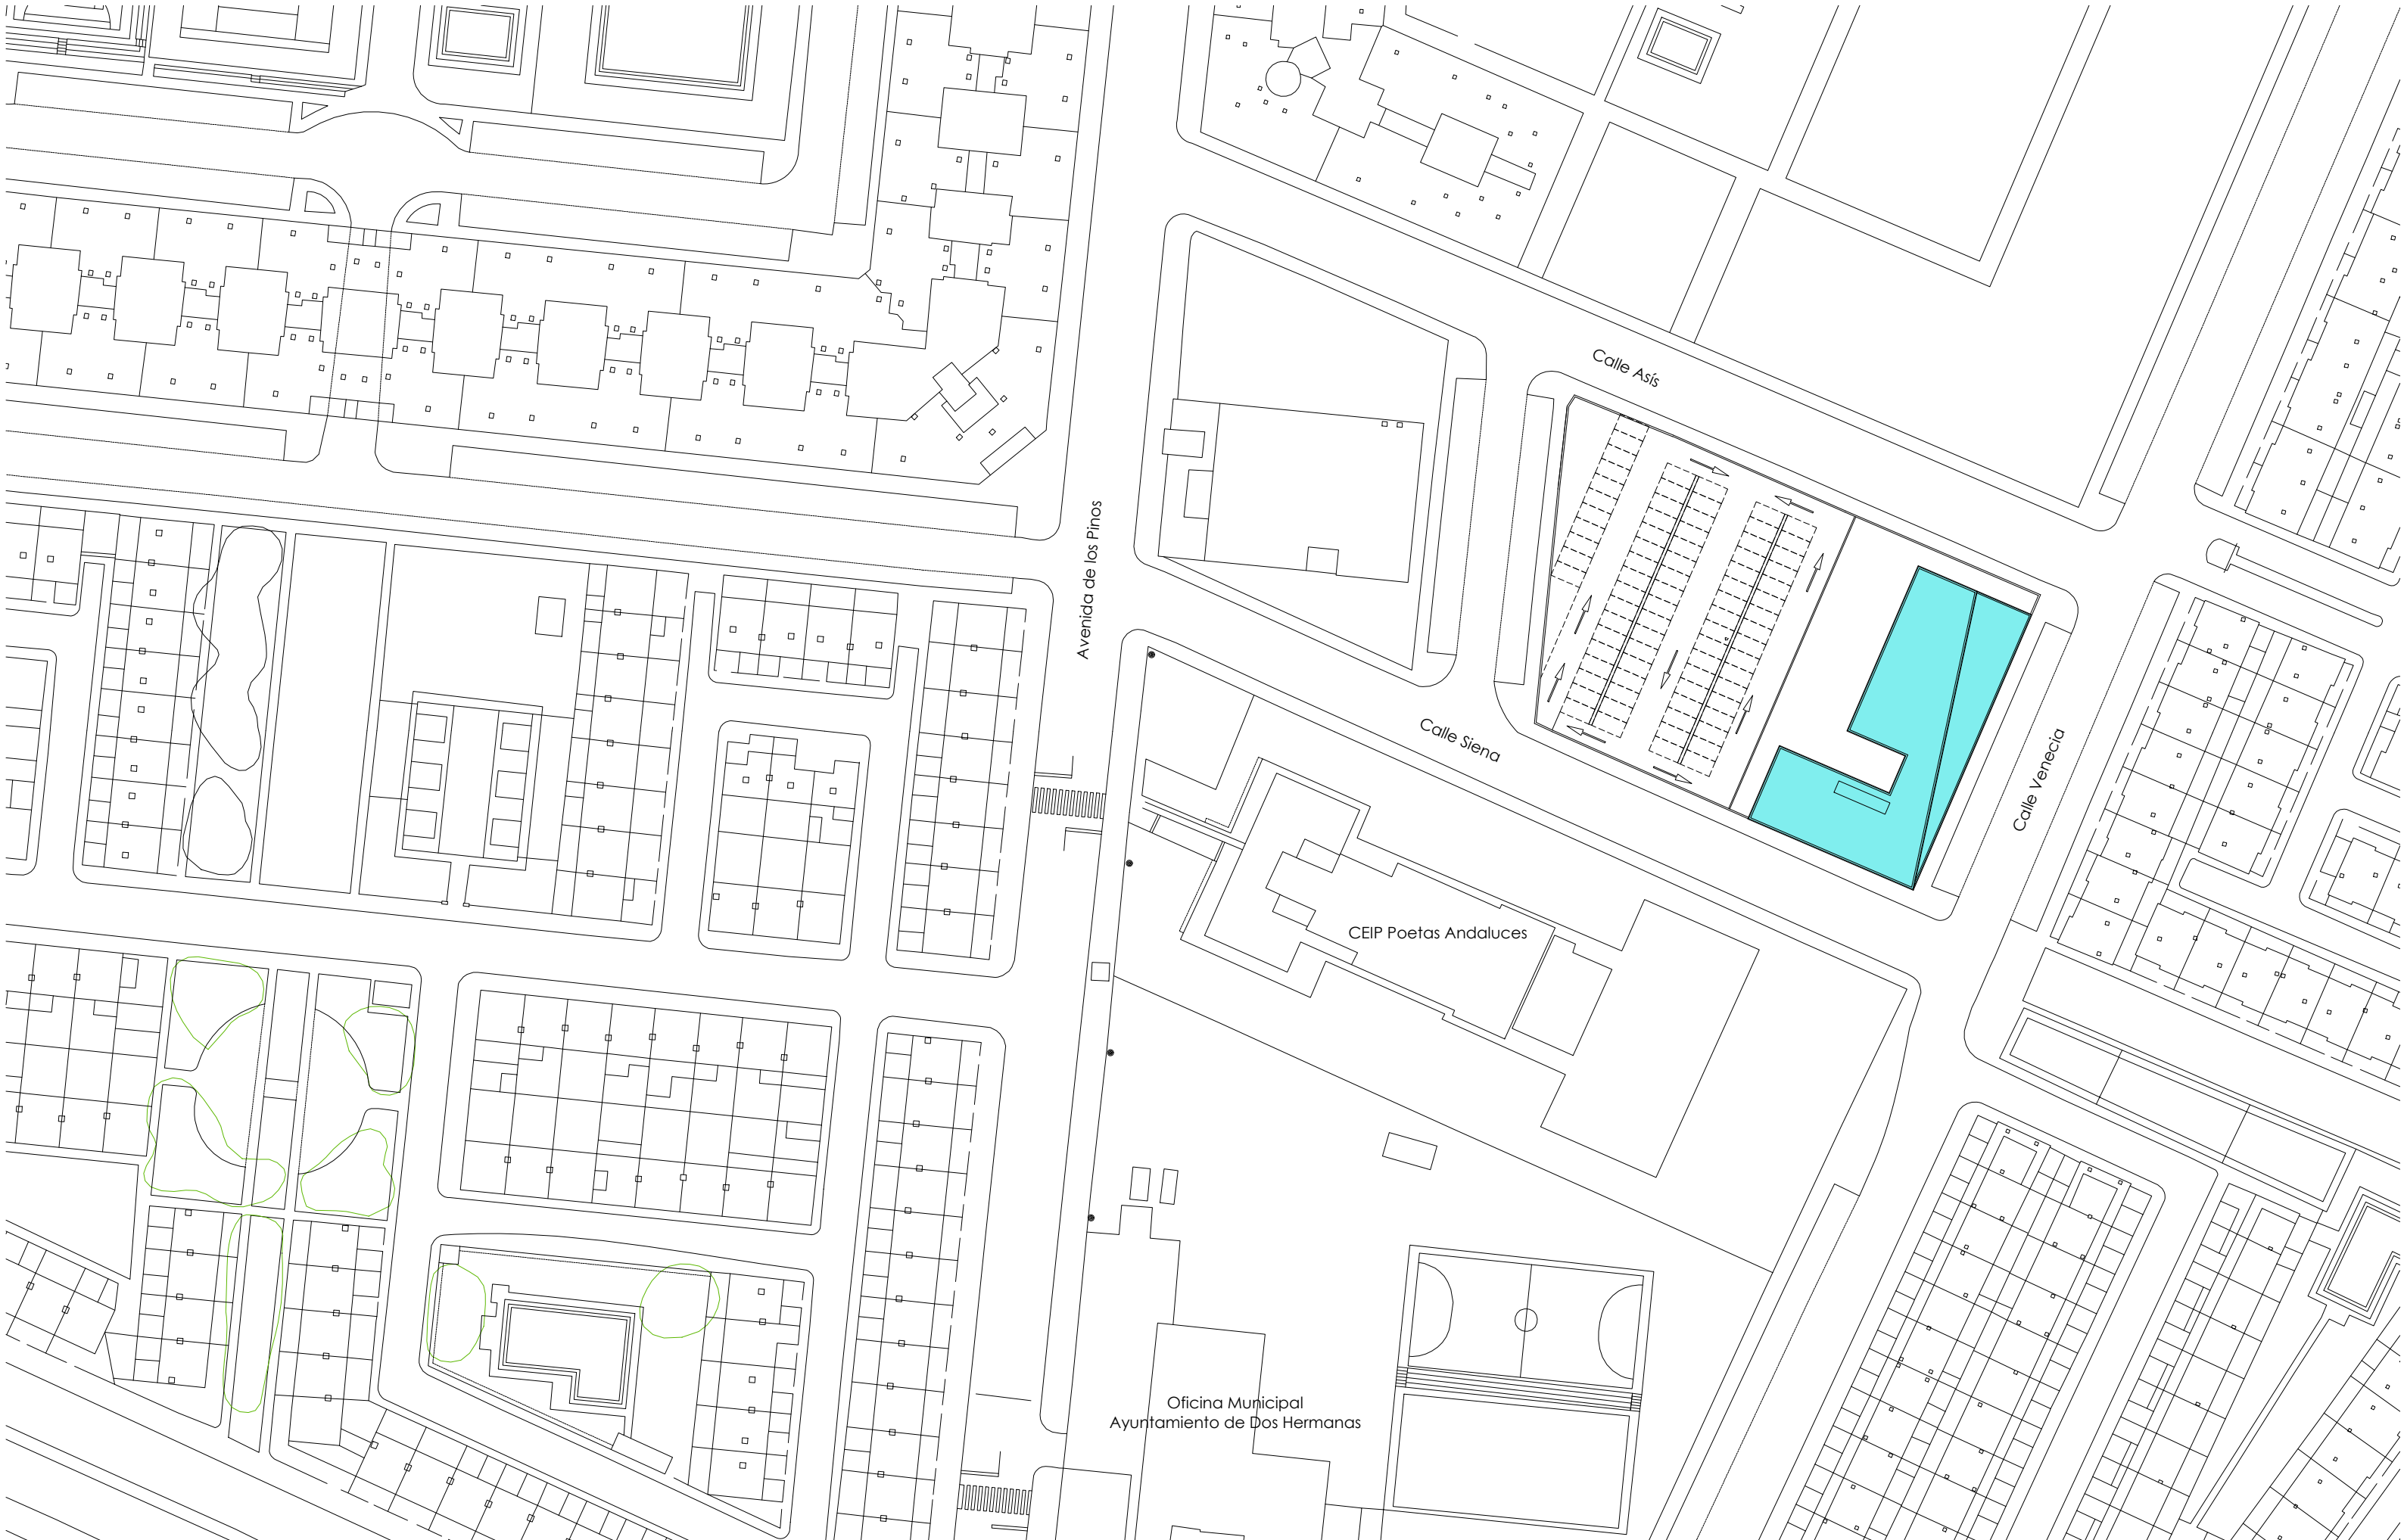 Calle Asís
Avenida de los Pinos
Calle Siena
Calle Venecia
CEIP Poetas Andaluces
Oficina Municipal
Ayuntamiento de Dos Hermanas